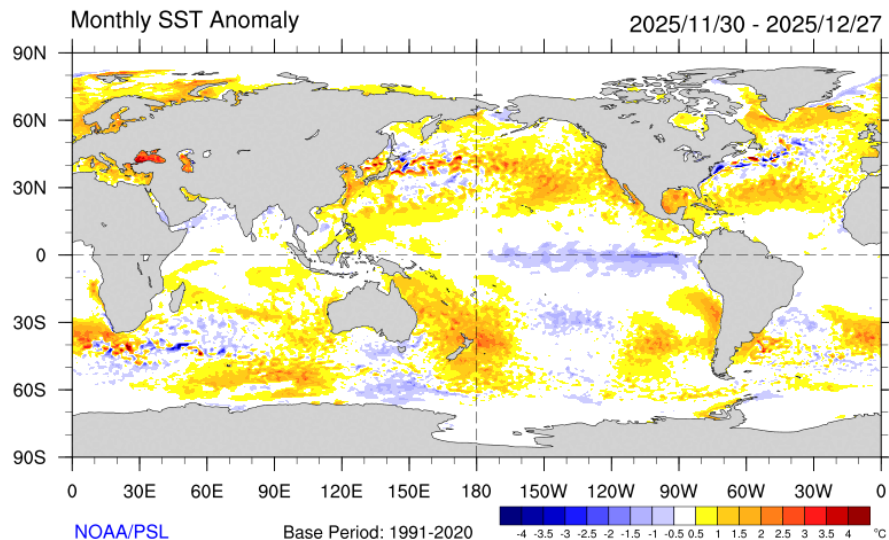 Monthly SST Anomaly 2025/11/30 - 2025/12/27
90N
60N
30N
0
30S
60S
90S
0 30E 60E 90E 120E 150E 180 150W 120W 90W 60W 30W 0
NOAA/PSL Base Period: 1991-2020
-4 -3.5 -3 -2.5 -2 -1.5 -1 -0.5 0.5 1 1.5 2 2.5 3 3.5 4 °C